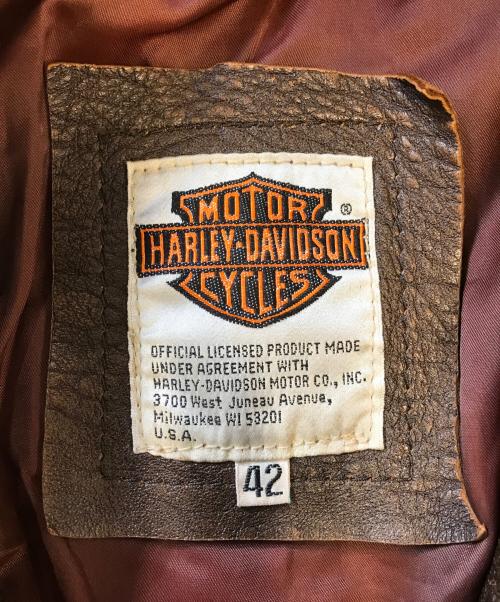 MOTOR
®
HARLEY-DAVIDSON
CYCLES
OFFICIAL LICENSED PRODUCT MADE
UNDER AGREEMENT WITH
HARLEY-DAVIDSON MOTOR CO., INC.
3700 West Juneau Avenue,
Milwaukee WI 53201
U.S.A.
42